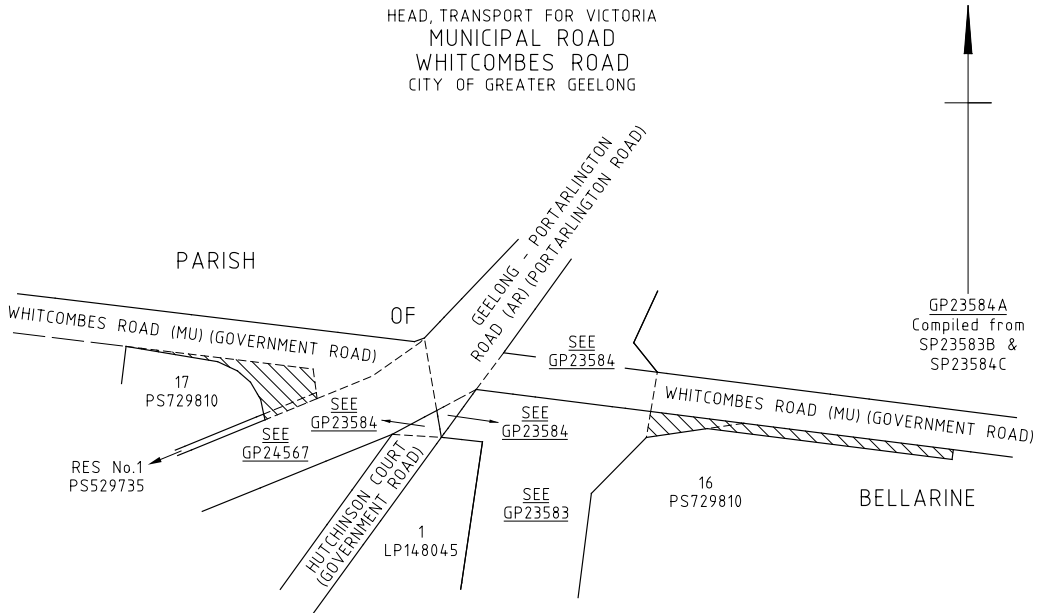 HEAD, TRANSPORT FOR VICTORIA
MUNICIPAL ROAD
WHITCOMBES ROAD
CITY OF GREATER GEELONG
GEELONG - PORTARLINGTON
ROAD (AR) (PORTARLINGTON ROAD)
PARISH
OF
WHITCOMBES ROAD (MU) (GOVERNMENT ROAD)
GP23584A
Compiled from
SP23583B &
SP23584C
SEE
GP23584
17
PS729810
SEE
GP23584
SEE
GP23584
WHITCOMBES ROAD (MU) (GOVERNMENT ROAD)
SEE
GP24567
RES No.1
PS529735
HUTCHINSON COURT
(GOVERNMENT ROAD)
1
LP148045
SEE
GP23583
16
PS729810
BELLARINE